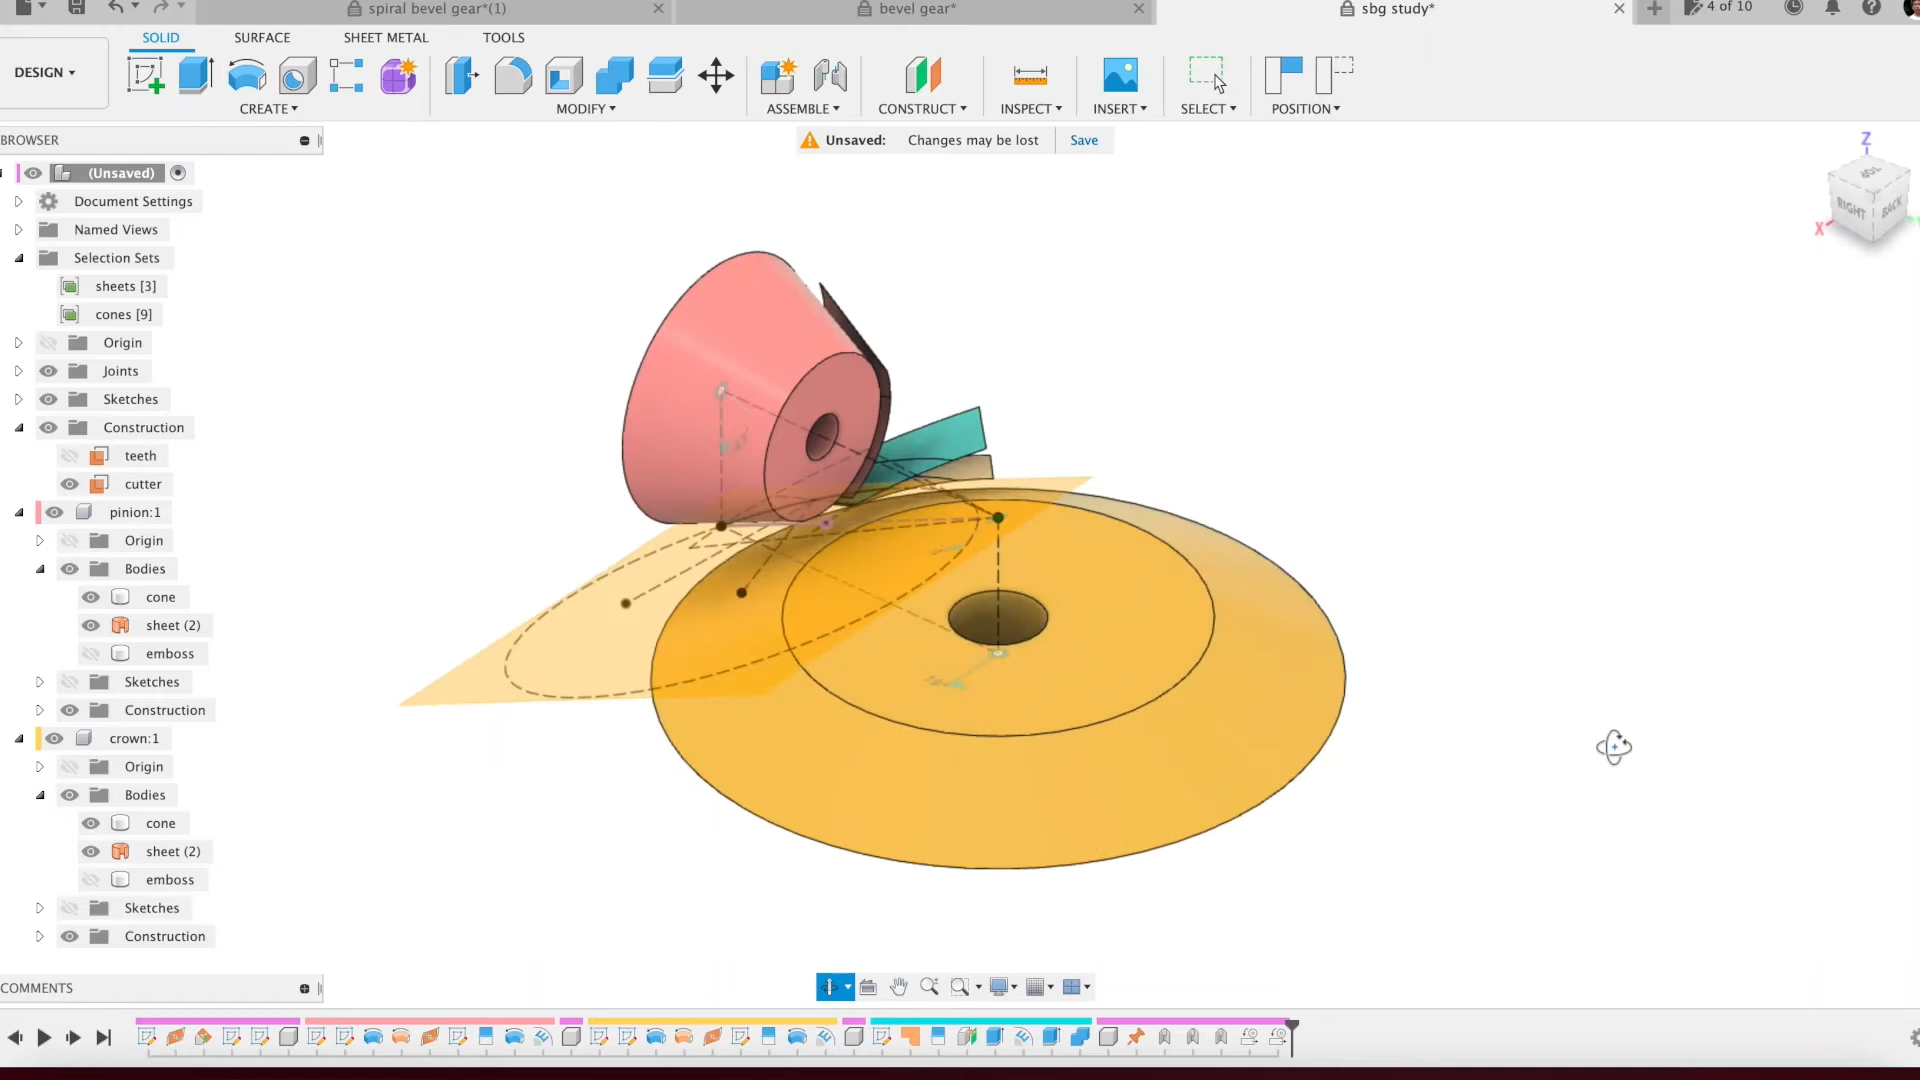 spiral bevel gear*(1)
bevel gear*
sbg study*
4 of 10
DESIGN
SOLID
SURFACE
SHEET METAL
TOOLS
CREATE
MODIFY
ASSEMBLE
CONSTRUCT
INSPECT
INSERT
SELECT
POSITION
BROWSER
Unsaved: Changes may be lost
Save
Z
TOP
RIGHT
BACK
X
(Unsaved)
Document Settings
Named Views
Selection Sets
sheets [3]
cones [9]
Origin
Joints
Sketches
Construction
teeth
cutter
pinion:1
Origin
Bodies
cone
sheet (2)
emboss
Sketches
Construction
crown:1
Origin
Bodies
cone
sheet (2)
emboss
Sketches
Construction
COMMENTS